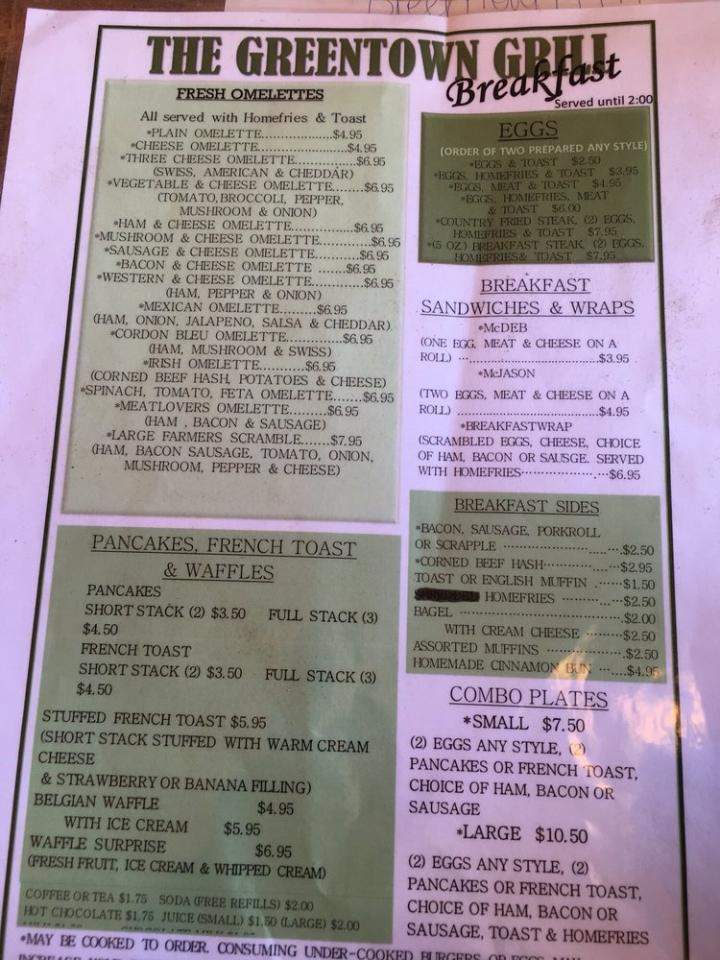 THE GREENTOWN GRILL
Breakfast
Served until 2:00
FRESH OMELETTES
All served with Homefries & Toast
*PLAIN OMELETTE..................$4.95
*CHEESE OMELETTE...................$4.95
*THREE CHEESE OMELETTE...............$6.95
(SWISS, AMERICAN & CHEDDAR)
*VEGETABLE & CHEESE OMELETTE........$6.95
(TOMATO,BROCCOLI, PEPPER,
MUSHROOM & ONION)
*HAM & CHEESE OMELETTE................$6.95
*MUSHROOM & CHEESE OMELETTE.............$6.95
*SAUSAGE & CHEESE OMELETTE...........$6.95
*BACON & CHEESE OMELETTE ......$6.95
*WESTERN & CHEESE OMELETTE...............$6.95
(HAM, PEPPER & ONION)
*MEXICAN OMELETTE.........$6.95
(HAM, ONION, JALAPENO, SALSA & CHEDDAR)
*CORDON BLEU OMELETTE..............$6.95
(HAM, MUSHROOM & SWISS)
*IRISH OMELETTE...........$6.95
(CORNED BEEF HASH, POTATOES & CHEESE)
*SPINACH, TOMATO, FETA OMELETTE.......$6.95
*MEATLOVERS OMELETTE.........$6.95
(HAM , BACON & SAUSAGE)
*LARGE FARMERS SCRAMBLE.......$7.95
(HAM, BACON SAUSAGE, TOMATO, ONION,
MUSHROOM, PEPPER & CHEESE)
PANCAKES, FRENCH TOAST
& WAFFLES
PANCAKES
SHORT STACK (2) $3.50 FULL STACK (3)
$4.50
FRENCH TOAST
SHORT STACK (2) $3.50 FULL STACK (3)
$4.50
STUFFED FRENCH TOAST $5.95
(SHORT STACK STUFFED WITH WARM CREAM
CHEESE
& STRAWBERRY OR BANANA FILLING)
BELGIAN WAFFLE $4.95
WITH ICE CREAM $5.95
WAFFLE SURPRISE $6.95
(FRESH FRUIT, ICE CREAM & WHIPPED CREAM)
COFFEE OR TEA $1.75 SODA (FREE REFILLS) $2.00
HOT CHOCOLATE $1.75 JUICE (SMALL) $1.50 (LARGE) $2.00
EGGS
(ORDER OF TWO PREPARED ANY STYLE)
*EGGS & TOAST $2.50
*EGGS, HOMEFRIES & TOAST $3.95
*EGGS, MEAT & TOAST $4.95
*EGGS, HOMEFRIES, MEAT
& TOAST $6.00
*COUNTRY FRIED STEAK, (2) EGGS,
HOMEFRIES & TOAST $7.95
*(5 OZ) BREAKFAST STEAK, (2) EGGS,
HOMEFRIES& TOAST $7.95
BREAKFAST
SANDWICHES & WRAPS
*McDEB
(ONE EGG, MEAT & CHEESE ON A
ROLL) .................................$3.95
*McJASON
(TWO EGGS, MEAT & CHEESE ON A
ROLL) ...................................$4.95
*BREAKFASTWRAP
(SCRAMBLED EGGS, CHEESE, CHOICE
OF HAM, BACON OR SAUSGE. SERVED
WITH HOMEFRIES.......................$6.95
BREAKFAST SIDES
*BACON, SAUSAGE, PORKROLL
OR SCRAPPLE ..........................$2.50
*CORNED BEEF HASH.................$2.95
TOAST OR ENGLISH MUFFIN .......$1.50
HOMEFRIES ...............$2.50
BAGEL ....................................$2.00
WITH CREAM CHEESE .........$2.50
ASSORTED MUFFINS ...................$2.50
HOMEMADE CINNAMON BUN .......$4.95
COMBO PLATES
*SMALL $7.50
(2) EGGS ANY STYLE, (2)
PANCAKES OR FRENCH TOAST,
CHOICE OF HAM, BACON OR
SAUSAGE
*LARGE $10.50
(2) EGGS ANY STYLE, (2)
PANCAKES OR FRENCH TOAST,
CHOICE OF HAM, BACON OR
SAUSAGE, TOAST & HOMEFRIES
*MAY BE COOKED TO ORDER. CONSUMING UNDER-COOKED BURGERS OR EGGS MAY